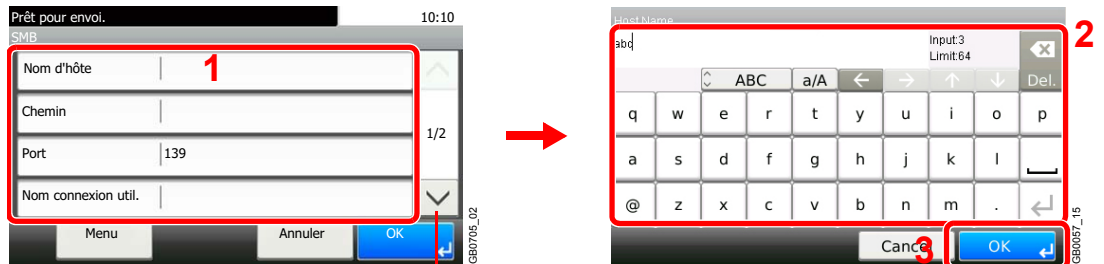 Prêt pour envoi. 10:10
SMB
Nom d'hôte 1
Chemin
1/2
Port 139
Nom connexion util.
Menu Annuler OK
GB0705_02
Host Name
abc Input:3 2
Limit:64
ABC a/A ← → ↑ ↓ Del.
q w e r t y u i o p
a s d f g h j k l
@ z x c v b n m .
Cancel 3 OK
GB0057_15